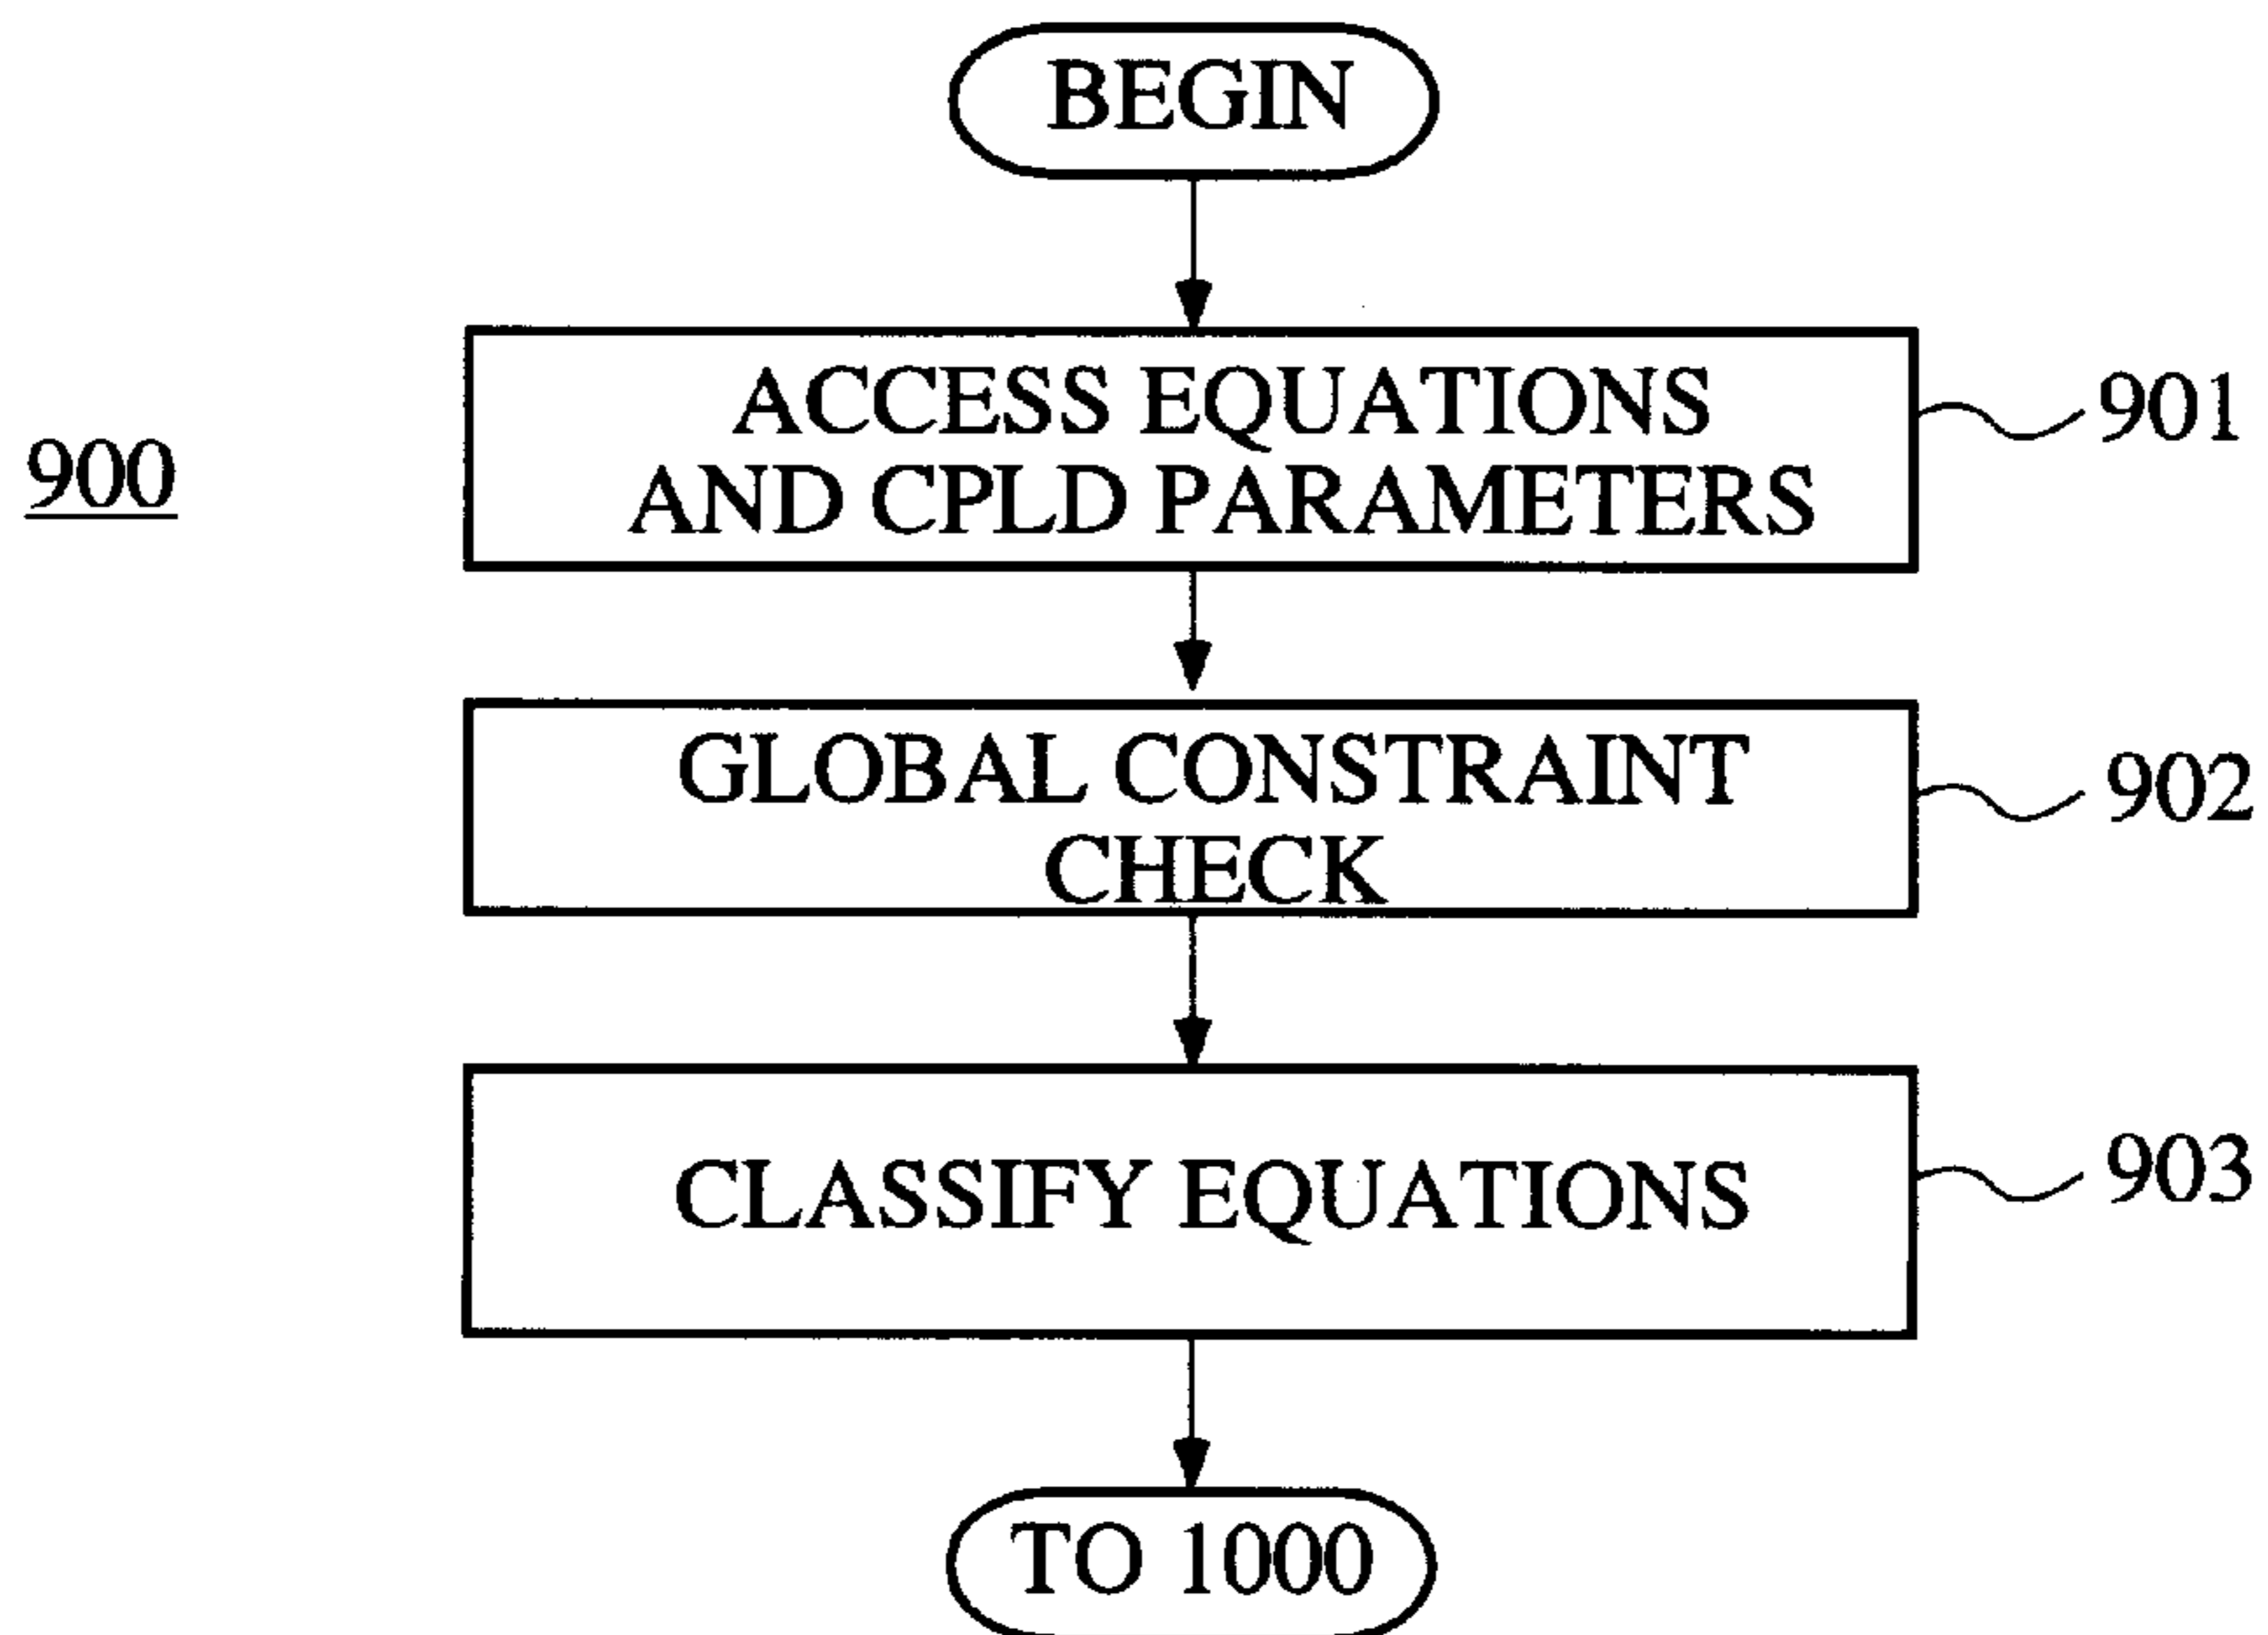 BEGIN
ACCESS EQUATIONS
AND CPLD PARAMETERS
901
900
GLOBAL CONSTRAINT
CHECK
902
CLASSIFY EQUATIONS
903
TO 1000